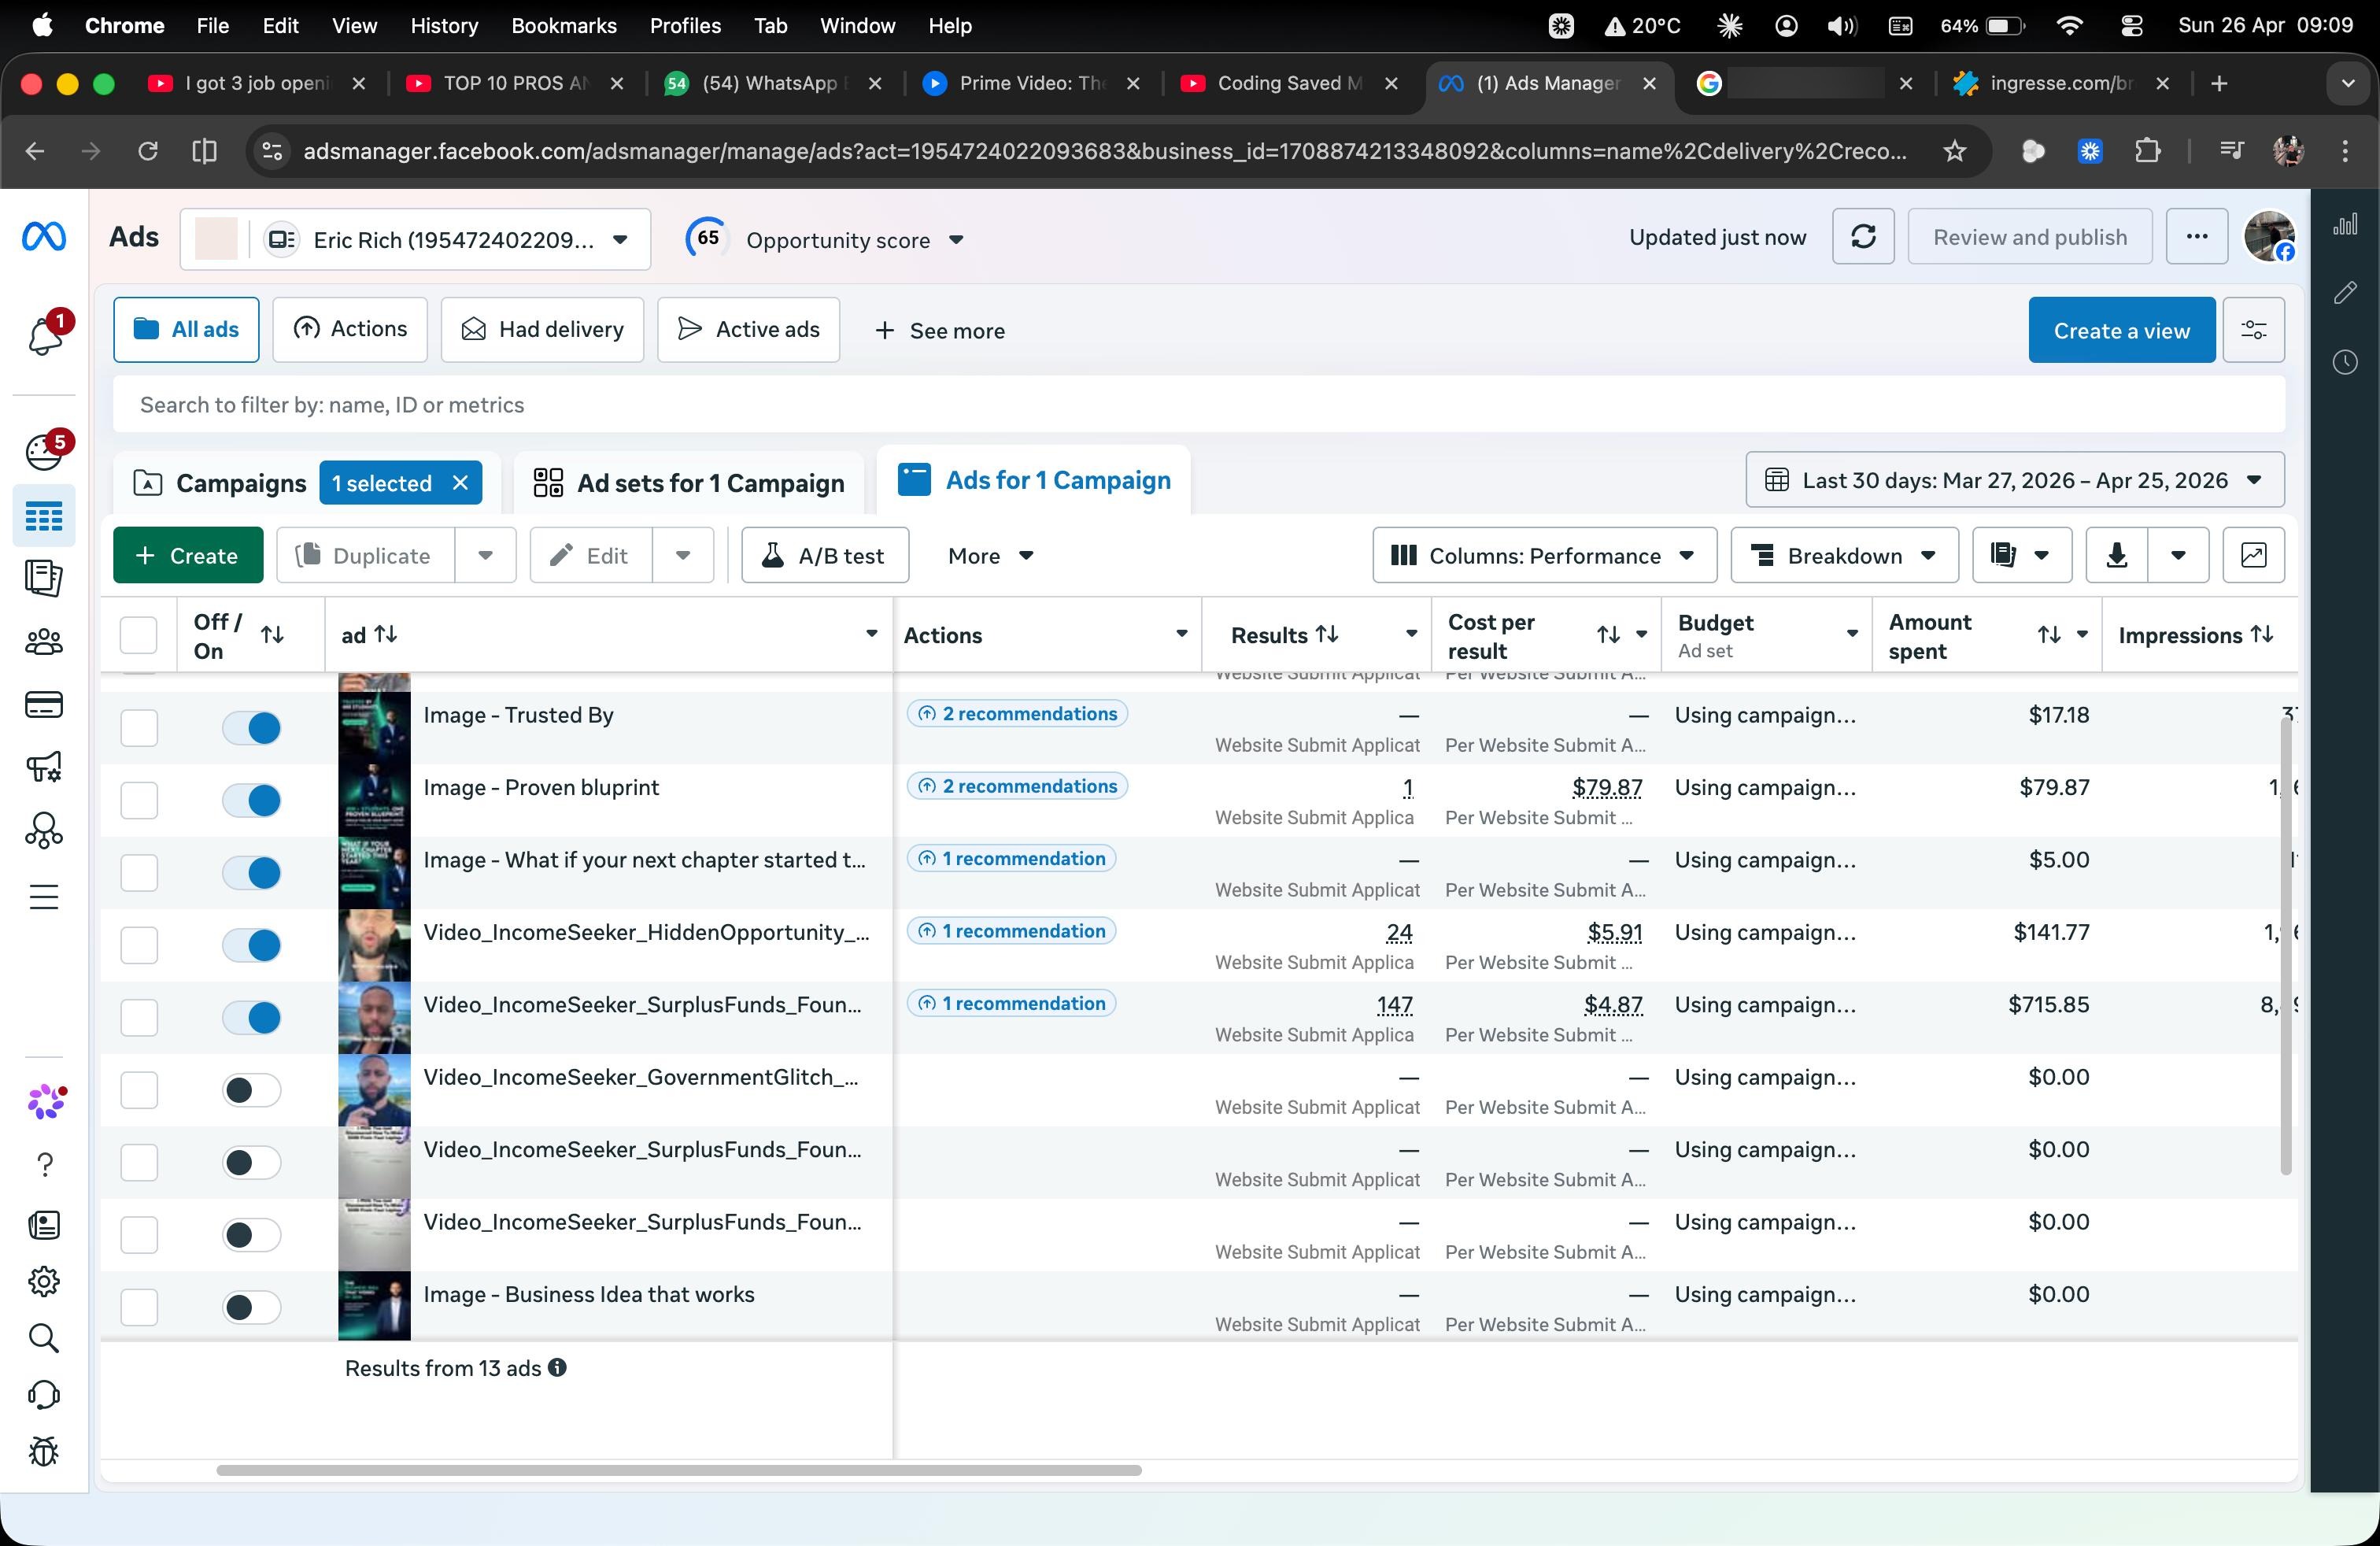 Chrome File Edit View History Bookmarks Profiles Tab Window Help 20°C 64% Sun 26 Apr 09:09
I got 3 job openi TOP 10 PROS AN 54 (54) WhatsApp Prime Video: The Coding Saved M (1) Ads Manager ingresse.com/br
adsmanager.facebook.com/adsmanager/manage/ads?act=1954724022093683&business_id=1708874213348092&columns=name%2Cdelivery%2Creco...
Ads Eric Rich (195472402209... 65 Opportunity score Updated just now Review and publish
1
All ads Actions Had delivery Active ads + See more Create a view
Search to filter by: name, ID or metrics
5
Campaigns 1 selected Ad sets for 1 Campaign Ads for 1 Campaign Last 30 days: Mar 27, 2026 – Apr 25, 2026
+ Create Duplicate Edit A/B test More Columns: Performance Breakdown
Off / On ad Actions Results Cost per result Budget Ad set Amount spent Impressions
Website Submit Applicat Per Website Submit A...
Image - Trusted By 2 recommendations — — Using campaign... $17.18
Website Submit Applicat Per Website Submit A...
Image - Proven bluprint 2 recommendations 1 $79.87 Using campaign... $79.87
Website Submit Applica Per Website Submit ...
Image - What if your next chapter started t... 1 recommendation — — Using campaign... $5.00
Website Submit Applicat Per Website Submit A...
Video_IncomeSeeker_HiddenOpportunity_... 1 recommendation 24 $5.91 Using campaign... $141.77
Website Submit Applica Per Website Submit ...
Video_IncomeSeeker_SurplusFunds_Foun... 1 recommendation 147 $4.87 Using campaign... $715.85
Website Submit Applica Per Website Submit ...
Video_IncomeSeeker_GovernmentGlitch_... — — Using campaign... $0.00
Website Submit Applicat Per Website Submit A...
Video_IncomeSeeker_SurplusFunds_Foun... — — Using campaign... $0.00
Website Submit Applicat Per Website Submit A...
Video_IncomeSeeker_SurplusFunds_Foun... — — Using campaign... $0.00
Website Submit Applicat Per Website Submit A...
Image - Business Idea that works — — Using campaign... $0.00
Website Submit Applicat Per Website Submit A...
Results from 13 ads